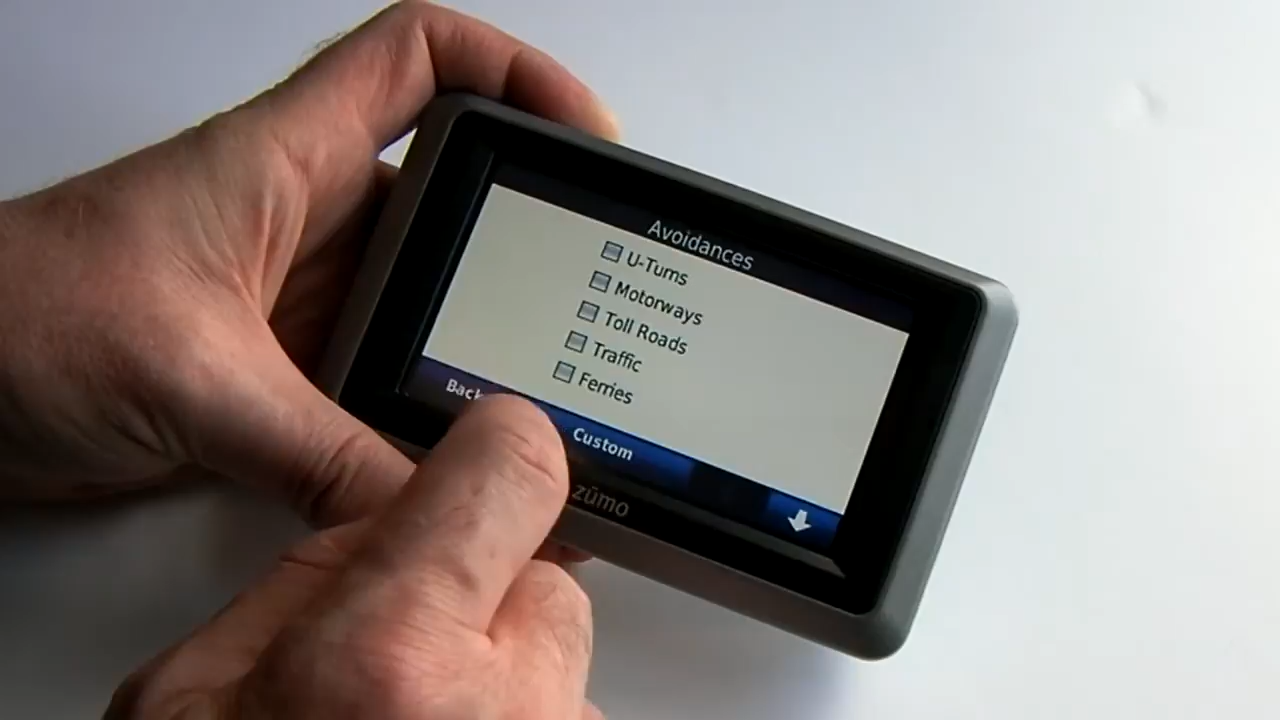 Avoidances
U-Turns
Motorways
Toll Roads
Traffic
Ferries
Back
Custom
zūmo